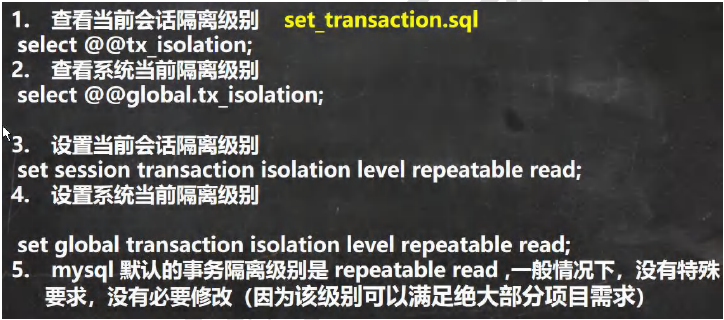 1. 查看当前会话隔离级别 set_transaction.sql
select @@tx_isolation;
2. 查看系统当前隔离级别
select @@global.tx_isolation;
3. 设置当前会话隔离级别
set session transaction isolation level repeatable read;
4. 设置系统当前隔离级别
set global transaction isolation level repeatable read;
5. mysql 默认的事务隔离级别是 repeatable read ,一般情况下，没有特殊
要求，没有必要修改（因为该级别可以满足绝大部分项目需求）